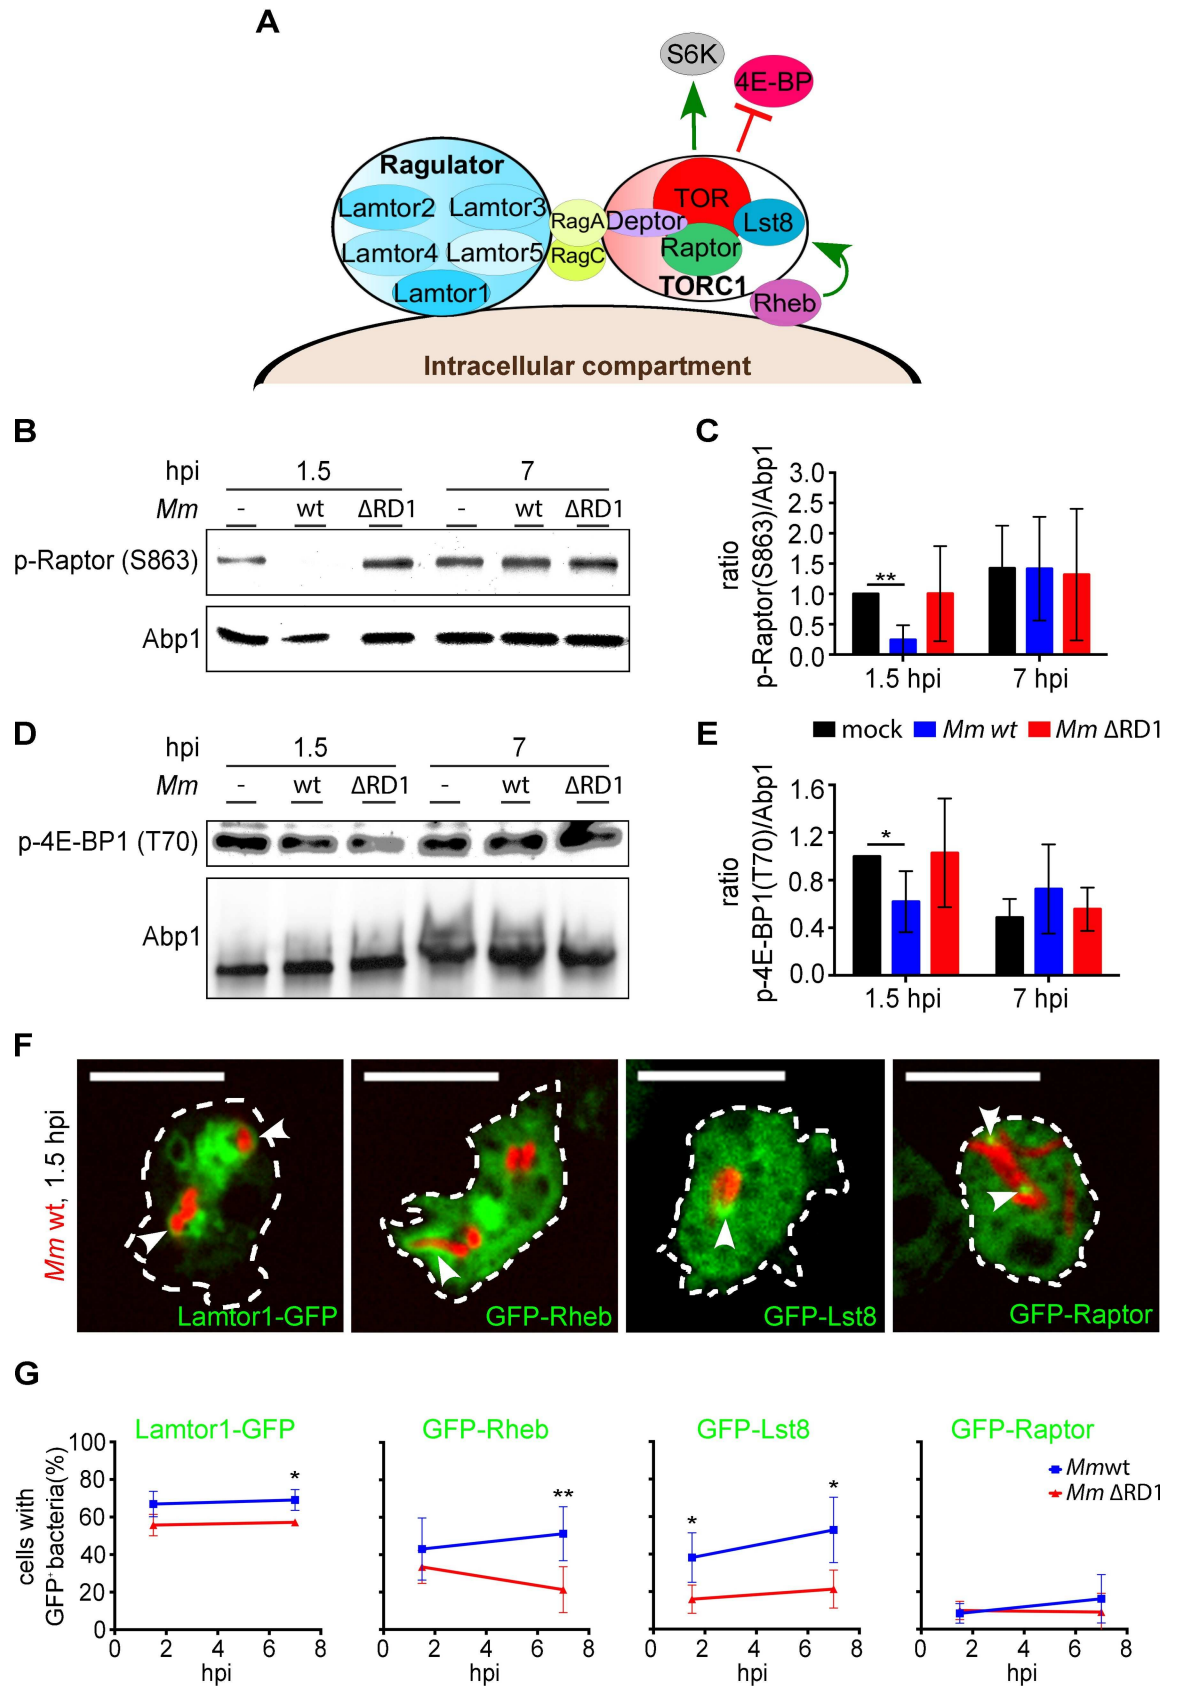 A
S6K
4E-BP
Ragulator
Lamtor2 Lamtor3
Lamtor4 Lamtor5
Lamtor1
RagA
RagC
TOR
Deptor
Lst8
Raptor
TORC1
Rheb
Intracellular compartment
B
hpi 1.5 7
Mm - wt ΔRD1 - wt ΔRD1
p-Raptor (S863)
Abp1
C
ratio
p-Raptor(S863)/Abp1
3.0
2.5
2.0
1.5
1.0
0.5
0.0
**
1.5 hpi 7 hpi
mock Mm wt Mm ΔRD1
D
hpi 1.5 7
Mm - wt ΔRD1 - wt ΔRD1
p-4E-BP1 (T70)
Abp1
E
ratio
p-4E-BP1(T70)/Abp1
1.6
1.2
0.8
0.4
0.0
*
1.5 hpi 7 hpi
F
Mm wt, 1.5 hpi
Lamtor1-GFP
GFP-Rheb
GFP-Lst8
GFP-Raptor
G
cells with
GFP+ bacteria(%)
Lamtor1-GFP
100
80
60
40
20
0
*
0 2 4 6 8
hpi
GFP-Rheb
**
0 2 4 6 8
hpi
GFP-Lst8
*
*
0 2 4 6 8
hpi
GFP-Raptor
Mmwt
Mm ΔRD1
0 2 4 6 8
hpi